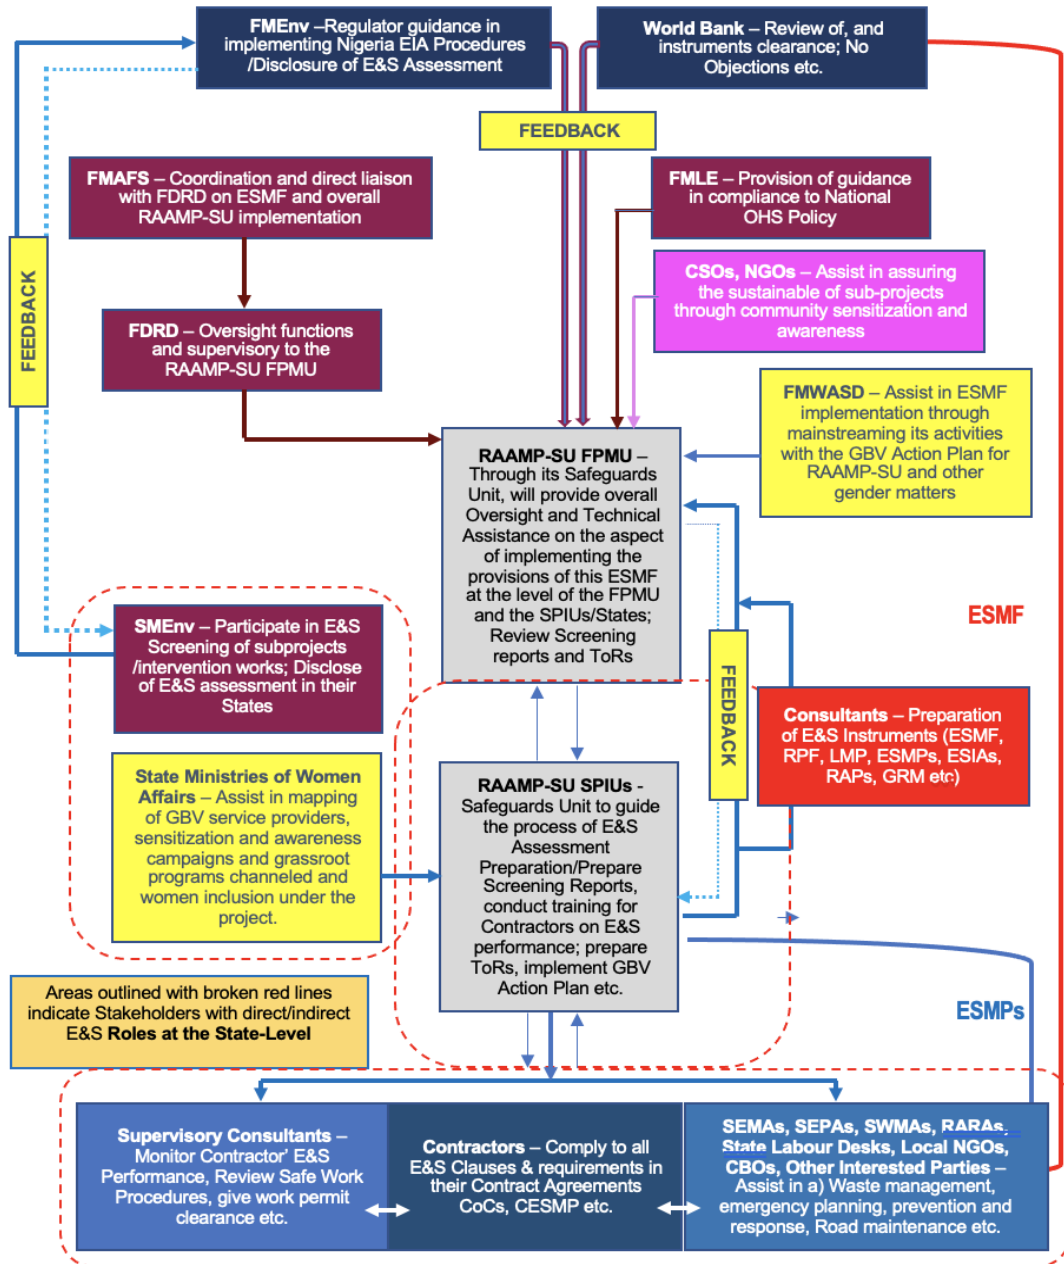 FMEnv –Regulator guidance in
implementing Nigeria EIA Procedures
/Disclosure of E&S Assessment
World Bank – Review of, and
instruments clearance; No
Objections etc.
FEEDBACK
FMAFS – Coordination and direct liaison
with FDRD on ESMF and overall
RAAMP-SU implementation
FMLE – Provision of guidance
in compliance to National
OHS Policy
FEEDBACK
CSOs, NGOs – Assist in assuring
the sustainable of sub-projects
through community sensitization and
awareness
FDRD – Oversight functions
and supervisory to the
RAAMP-SU FPMU
FMWASD – Assist in ESMF
implementation through
mainstreaming its activities
with the GBV Action Plan for
RAAMP-SU and other
gender matters
RAAMP-SU FPMU –
Through its Safeguards
Unit, will provide overall
Oversight and Technical
Assistance on the aspect
of implementing the
provisions of this ESMF
at the level of the FPMU
and the SPIUs/States;
Review Screening
reports and ToRs
ESMF
SMEnv – Participate in E&S
Screening of subprojects
/intervention works; Disclose
of E&S assessment in their
States
FEEDBACK
Consultants – Preparation
of E&S Instruments (ESMF,
RPF, LMP, ESMPs, ESIAs,
RAPs, GRM etc)
State Ministries of Women
Affairs – Assist in mapping
of GBV service providers,
sensitization and awareness
campaigns and grassroot
programs channeled and
women inclusion under the
project.
RAAMP-SU SPIUs -
Safeguards Unit to guide
the process of E&S
Assessment
Preparation/Prepare
Screening Reports,
conduct training for
Contractors on E&S
performance; prepare
ToRs, implement GBV
Action Plan etc.
Areas outlined with broken red lines
indicate Stakeholders with direct/indirect
E&S Roles at the State-Level
ESMPs
Supervisory Consultants –
Monitor Contractor' E&S
Performance, Review Safe Work
Procedures, give work permit
clearance etc.
Contractors – Comply to all
E&S Clauses & requirements in
their Contract Agreements
CoCs, CESMP etc.
SEMAs, SEPAs, SWMAs, RARAs,
State Labour Desks, Local NGOs,
CBOs, Other Interested Parties –
Assist in a) Waste management,
emergency planning, prevention and
response, Road maintenance etc.